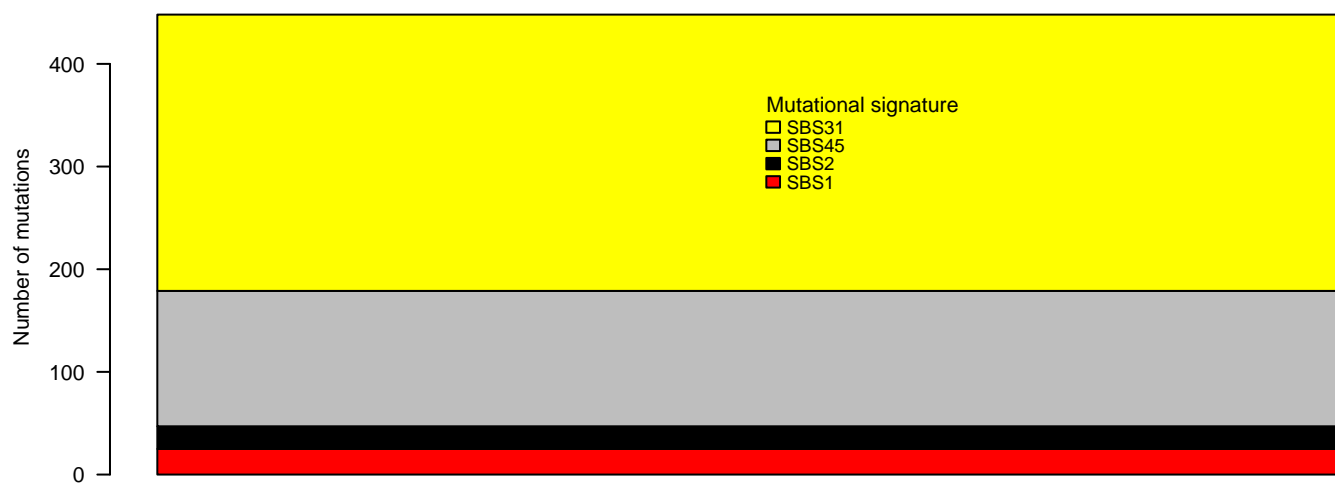 Number of mutations
400
300
200
100
0
Mutational signature
SBS31
SBS45
SBS2
SBS1